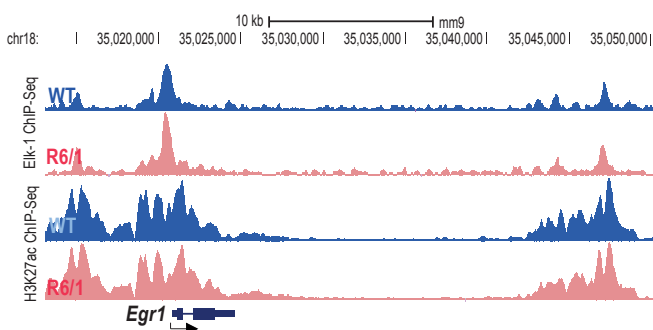 10 kb mm9
chr18: 35,020,000 35,025,000 35,030,000 35,035,000 35,040,000 35,045,000 35,050,000
Elk-1 ChIP-Seq
WT
R6/1
H3K27ac ChIP-Seq
WT
R6/1
Egr1